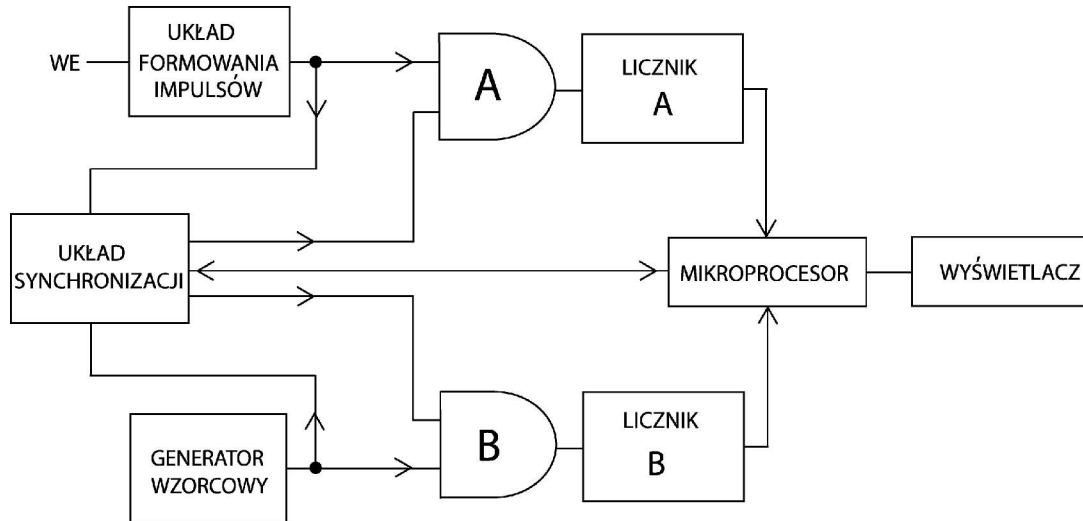 WE
UKŁAD
FORMOWANIA
IMPULSÓW
A
LICZNIK
A
UKŁAD
SYNCHRONIZACJI
MIKROPROCESOR
WYŚWIETLACZ
GENERATOR
WZORCOWY
B
LICZNIK
B